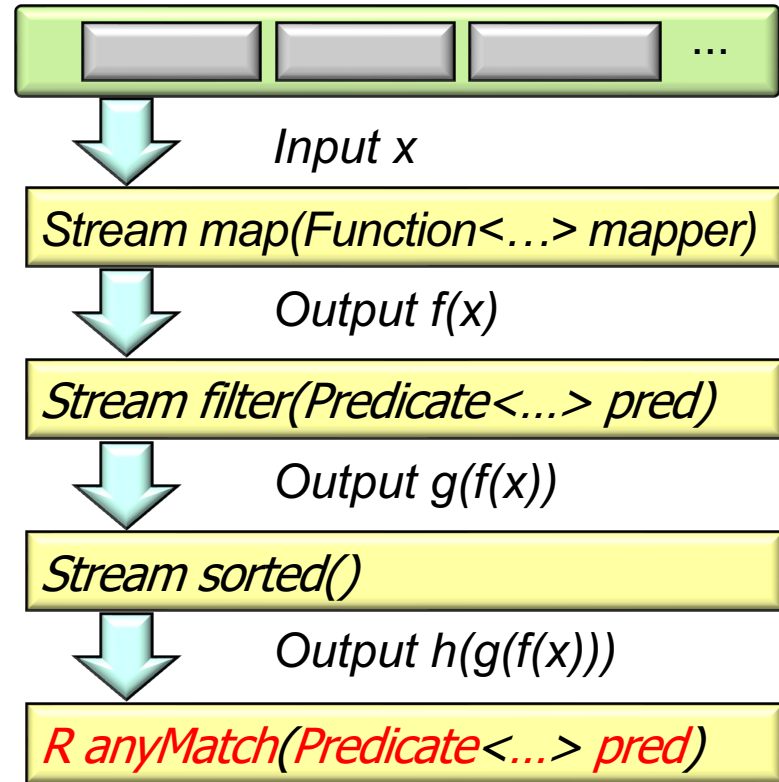 ...
Input x
Stream map(Function<…> mapper)
Output f(x)
Stream filter(Predicate<...> pred)
Output g(f(x))
Stream sorted()
Output h(g(f(x)))
R anyMatch(Predicate<...> pred)